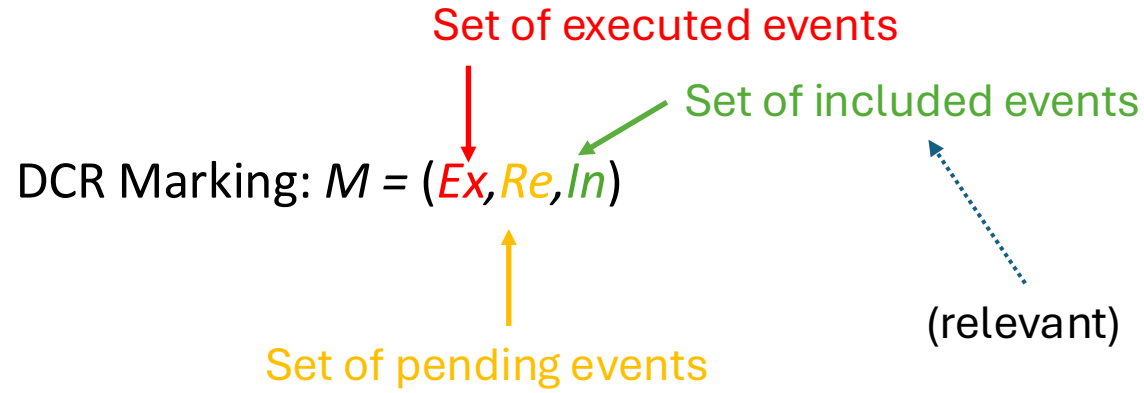 Set of executed events
Set of included events
DCR Marking: M = (Ex,Re,In)
(relevant)
Set of pending events